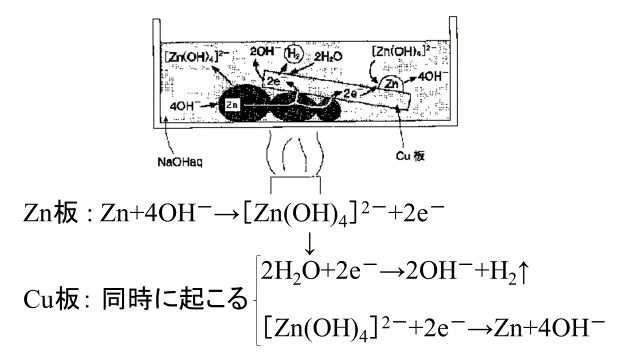 2OH⁻ H₂ 2H₂O [Zn(OH)₄]²⁻
[Zn(OH)₄]²⁻
2e 2e Zn 4OH⁻
4OH⁻ Zn
NaOHaq Cu板
Zn板 : Zn+4OH⁻→[Zn(OH)₄]²⁻+2e⁻
↓
2H₂O+2e⁻→2OH⁻+H₂↑
Cu板 : 同時に起こる
[Zn(OH)₄]²⁻+2e⁻→Zn+4OH⁻